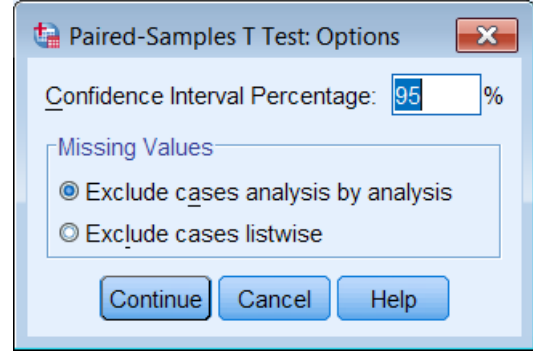 Paired-Samples T Test: Options
Confidence Interval Percentage: 95 %
Missing Values
Exclude cases analysis by analysis
Exclude cases listwise
Continue Cancel Help